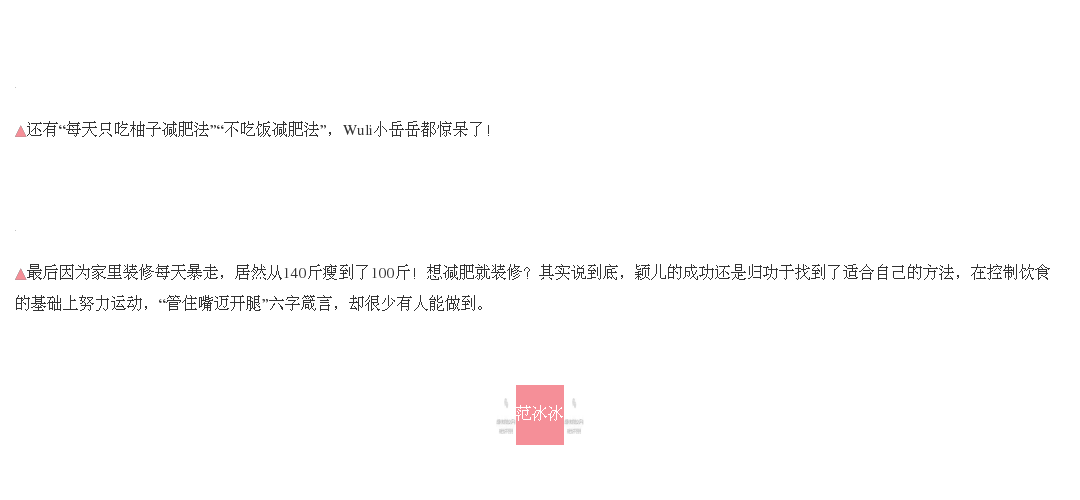 ▲还有“每天只吃柚子减肥法”“不吃饭减肥法”，Wuli小岳岳都惊呆了！
▲最后因为家里装修每天暴走，居然从140斤瘦到了100斤！想减肥就装修？其实说到底，颖儿的成功还是归功于找到了适合自己的方法，在控制饮食
的基础上努力运动，“管住嘴迈开腿”六字箴言，却很少有人能做到。
范冰冰